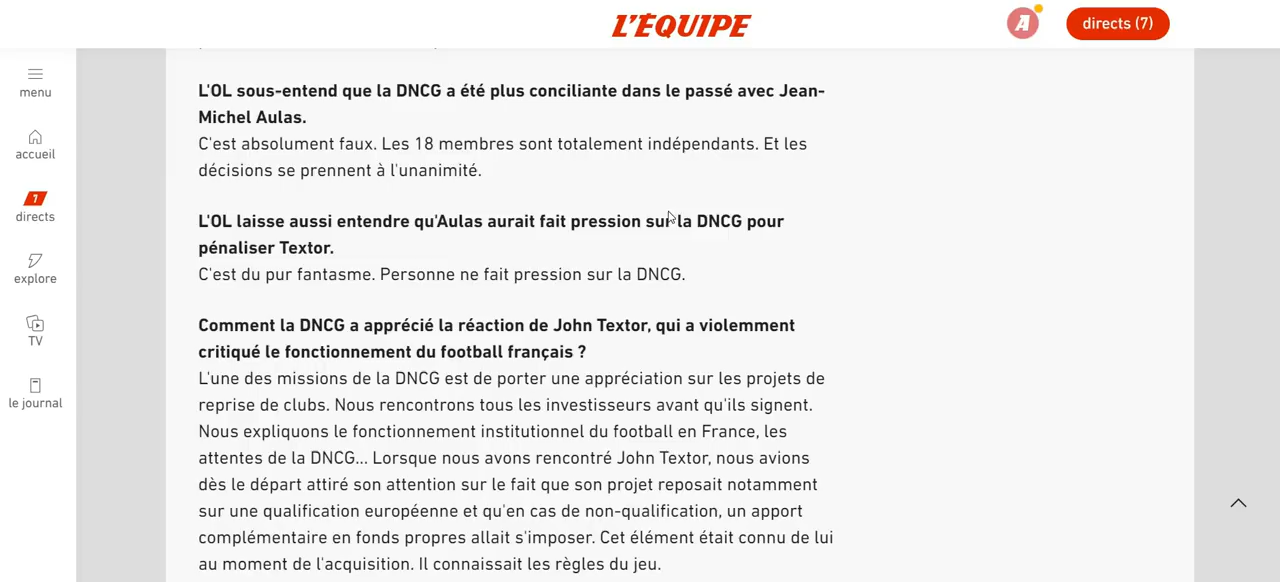 L'ÉQUIPE
A
directs (7)
menu
accueil
7
directs
explore
TV
le journal
L'OL sous-entend que la DNCG a été plus conciliante dans le passé avec Jean-
Michel Aulas.
C'est absolument faux. Les 18 membres sont totalement indépendants. Et les
décisions se prennent à l'unanimité.
L'OL laisse aussi entendre qu'Aulas aurait fait pression sur la DNCG pour
pénaliser Textor.
C'est du pur fantasme. Personne ne fait pression sur la DNCG.
Comment la DNCG a apprécié la réaction de John Textor, qui a violemment
critiqué le fonctionnement du football français ?
L'une des missions de la DNCG est de porter une appréciation sur les projets de
reprise de clubs. Nous rencontrons tous les investisseurs avant qu'ils signent.
Nous expliquons le fonctionnement institutionnel du football en France, les
attentes de la DNCG... Lorsque nous avons rencontré John Textor, nous avions
dès le départ attiré son attention sur le fait que son projet reposait notamment
sur une qualification européenne et qu'en cas de non-qualification, un apport
complémentaire en fonds propres allait s'imposer. Cet élément était connu de lui
au moment de l'acquisition. Il connaissait les règles du jeu.